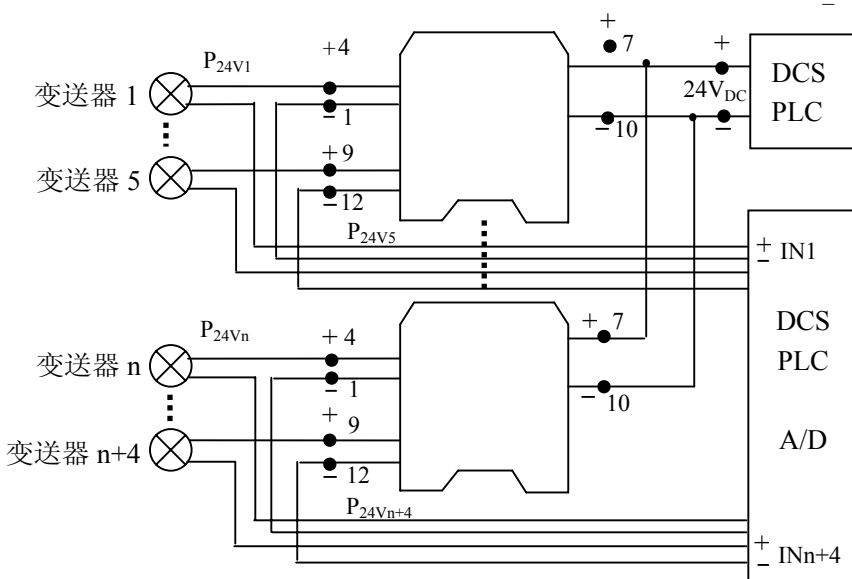 −
+ 7
+4
P24V1
+
DCS
变送器 1
24VDC
PLC
− 1
− 10
−
+ 9
变送器 5
− 12
P24V5
+ IN1
−
DCS
PLC
P24Vn
+ 4
+ 7
变送器 n
− 1
− 10
+ 9
A/D
变送器 n+4
− 12
P24Vn+4
+
− INn+4